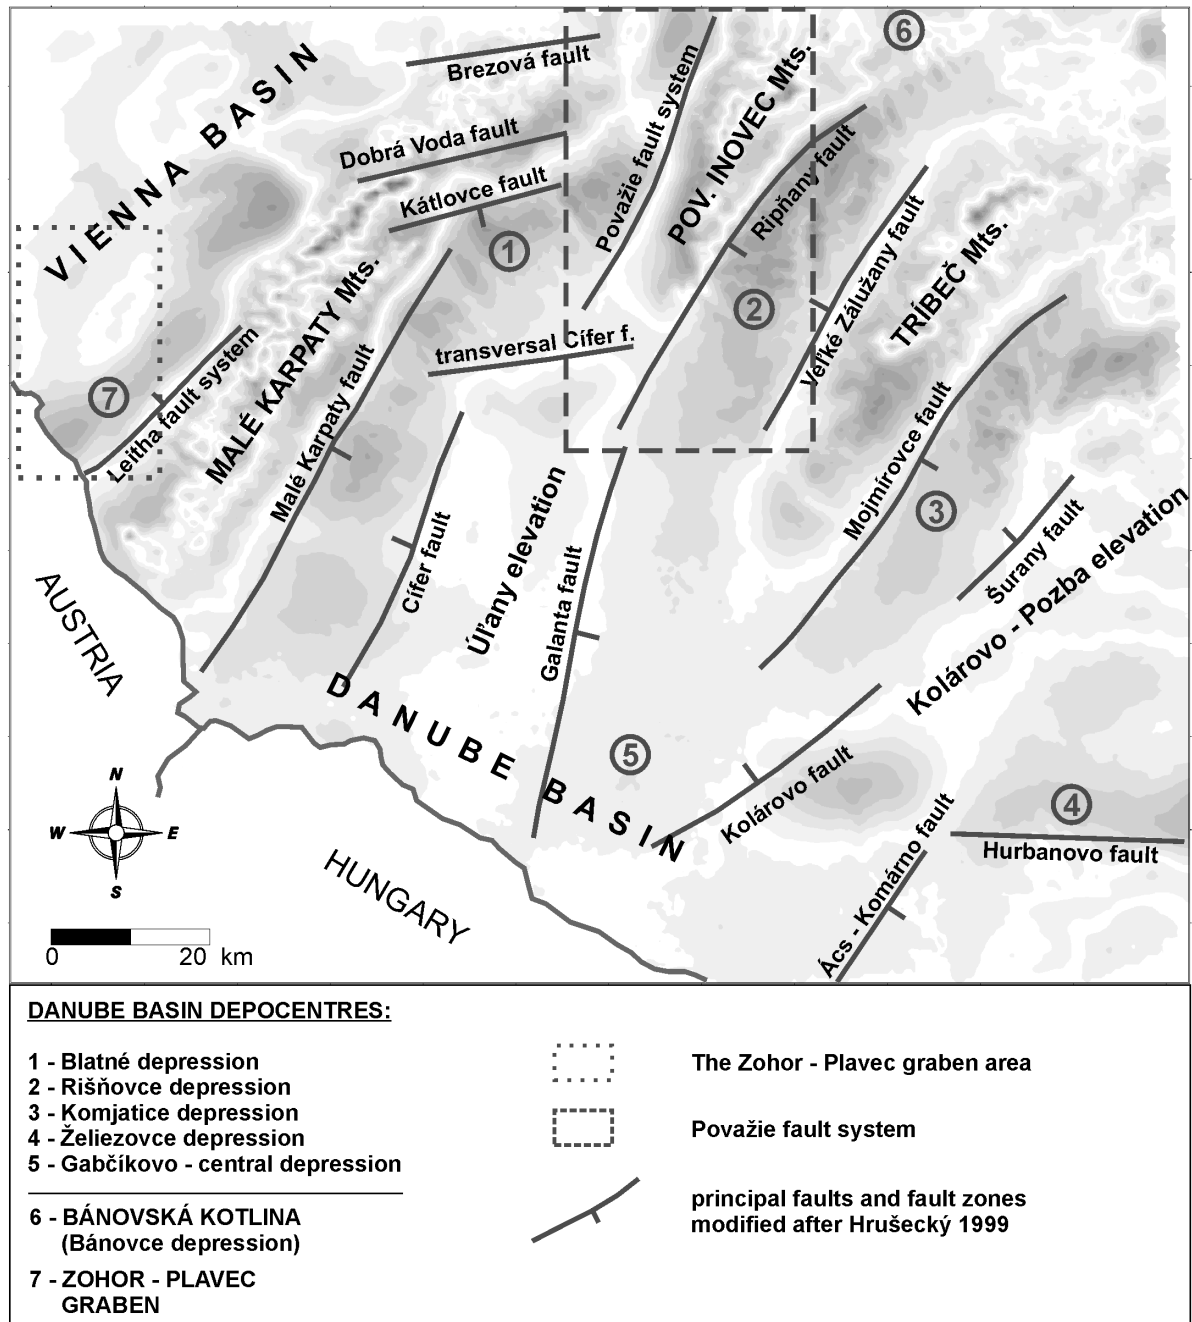 6
Brezová fault
VIENNA BASIN
Považie fault system
POV. INOVEC Mts.
Dobrá Voda fault
Kátlovce fault
Ripňany fault
1
Veľké Zálužany fault
TRÍBEČ Mts.
2
transversal Cífer f.
MALÉ KARPATY Mts.
Leitha fault system
7
Malé Karpaty fault
Mojmírovce fault
3
Šurany fault
Cífer fault
Úľany elevation
Galanta fault
Kolárovo - Pozba elevation
AUSTRIA
DANUBE BASIN
5
Kolárovo fault
4
Hurbanovo fault
Ács - Komárno fault
HUNGARY
N
W E
S
0 20 km
DANUBE BASIN DEPOCENTRES:
1 - Blatné depression
2 - Rišňovce depression
3 - Komjatice depression
4 - Želiezovce depression
5 - Gabčíkovo - central depression
6 - BÁNOVSKÁ KOTLINA
(Bánovce depression)
7 - ZOHOR - PLAVEC
GRABEN
The Zohor - Plavec graben area
Považie fault system
principal faults and fault zones
modified after Hrušecký 1999